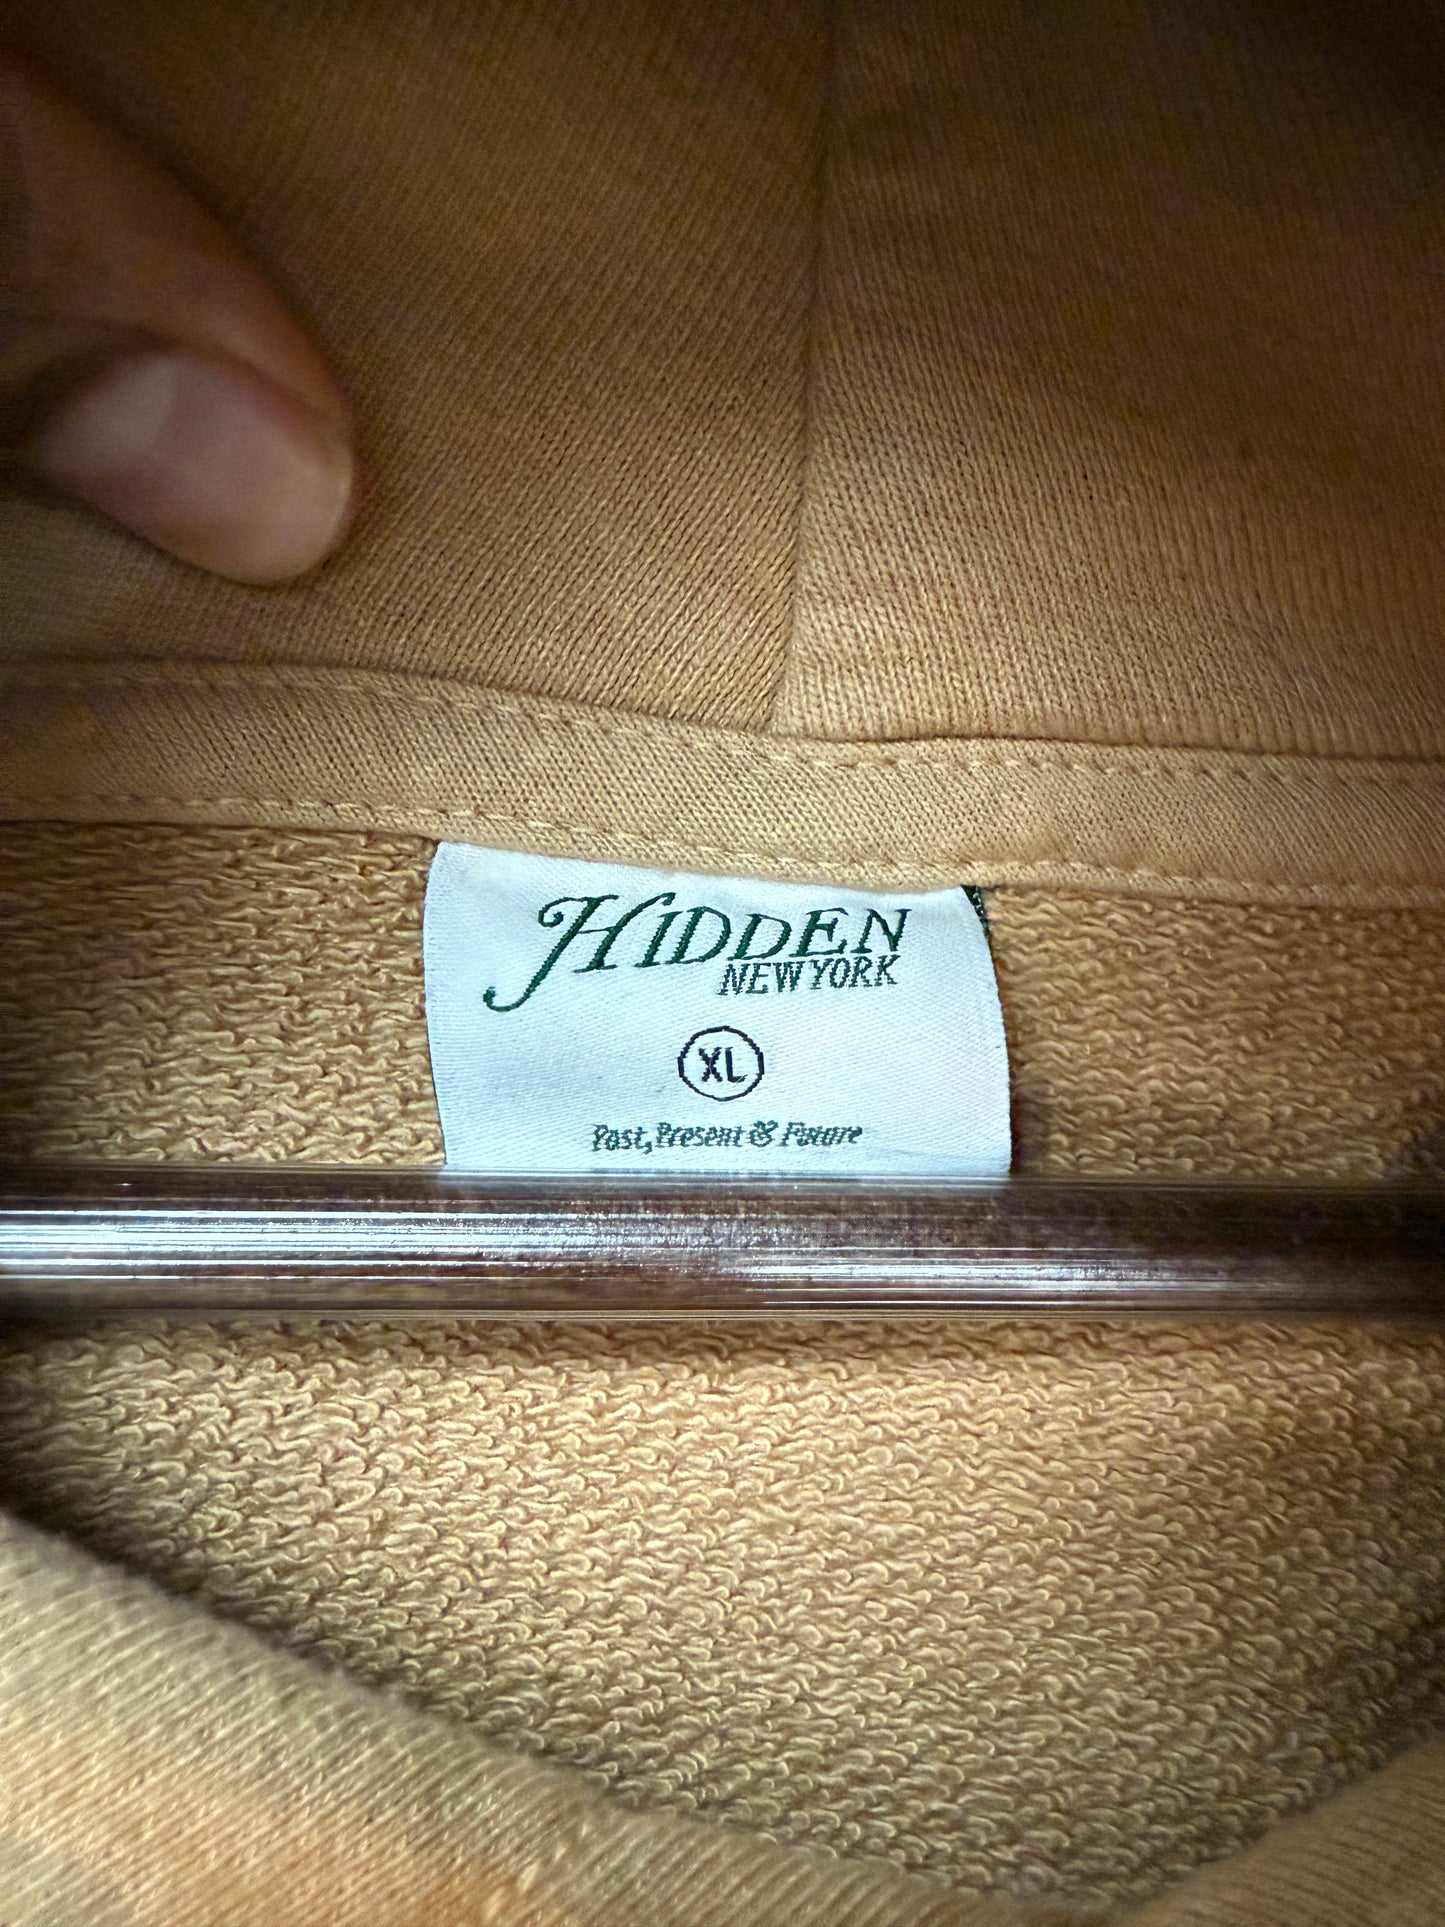 HIDDEN
NEW YORK
XL
Past, Present & Future